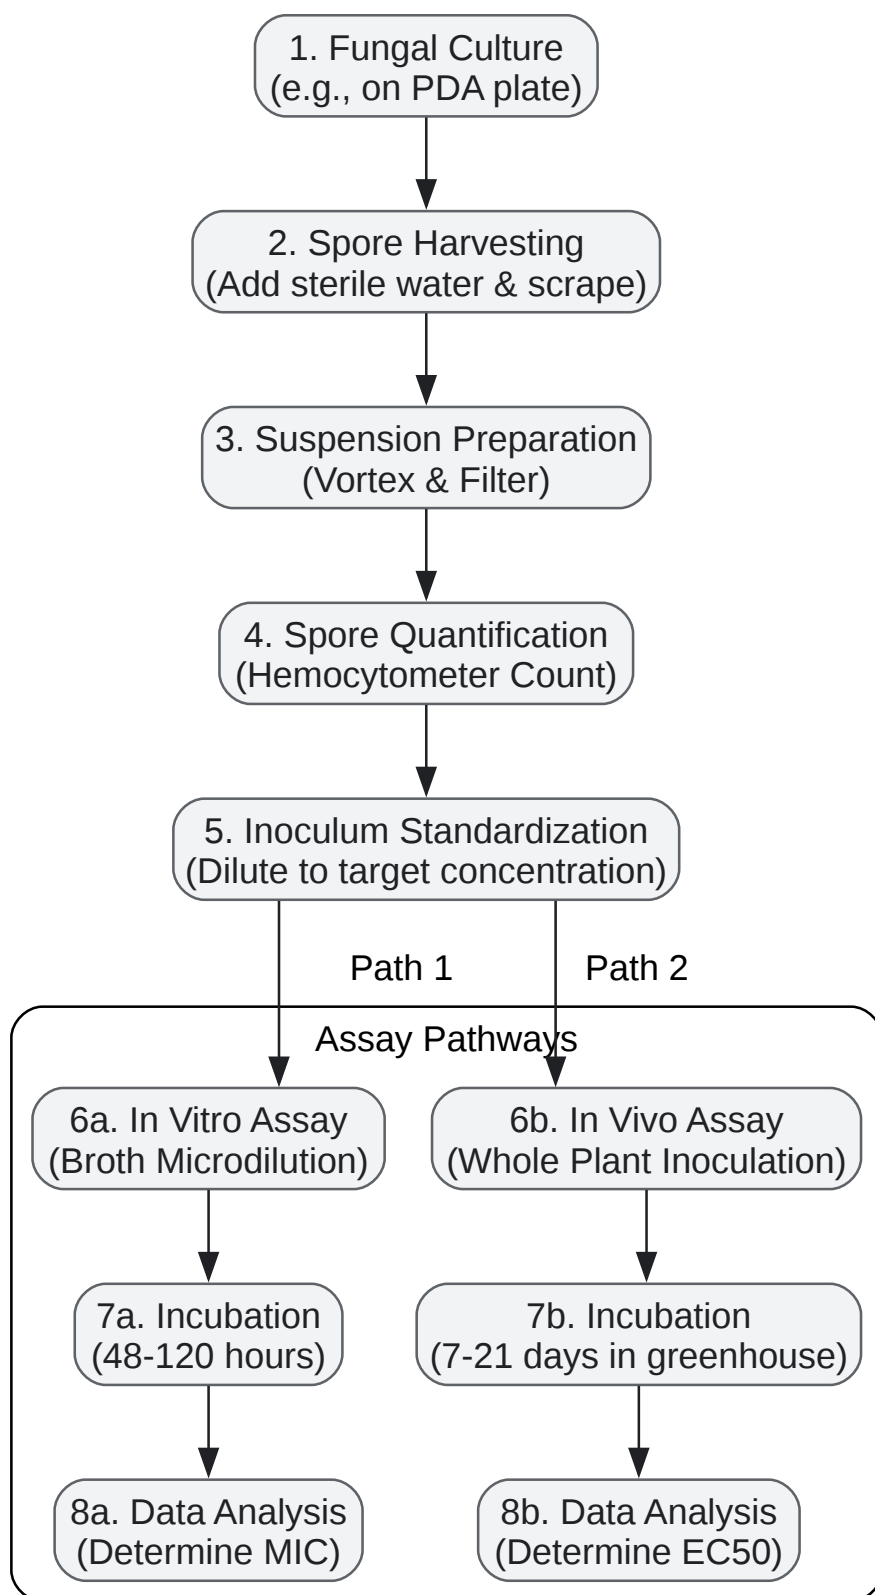 1. Fungal Culture
(e.g., on PDA plate)
2. Spore Harvesting
(Add sterile water & scrape)
3. Suspension Preparation
(Vortex & Filter)
4. Spore Quantification
(Hemocytometer Count)
5. Inoculum Standardization
(Dilute to target concentration)
Path 1
Path 2
Assay Pathways
6a. In Vitro Assay
(Broth Microdilution)
6b. In Vivo Assay
(Whole Plant Inoculation)
7a. Incubation
(48-120 hours)
7b. Incubation
(7-21 days in greenhouse)
8a. Data Analysis
(Determine MIC)
8b. Data Analysis
(Determine EC50)